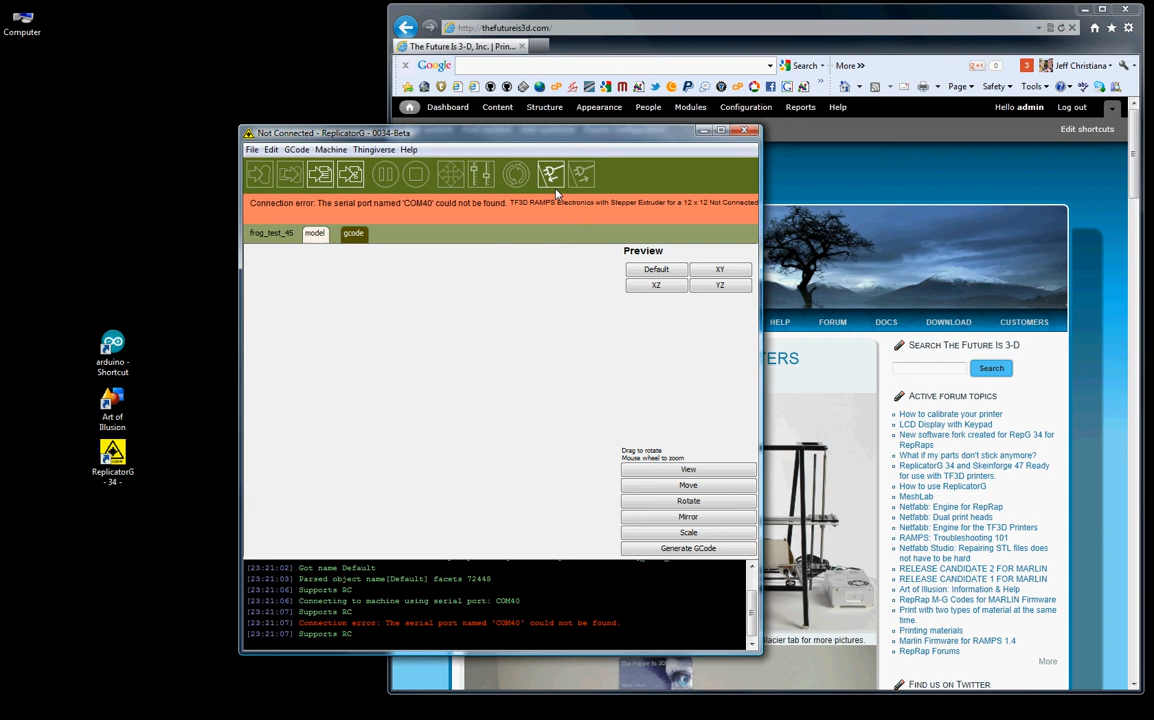 Computer
http://thefutureis3d.com/
The Future Is 3-D, Inc. | Prin...
Google
Search
More >>
+1
0
3
Jeff Christiana
Page
Safety
Tools
Dashboard
Content
Structure
Appearance
People
Modules
Configuration
Reports
Help
Hello admin
Log out
Edit shortcuts
Not Connected - ReplicatorG - 0034-Beta
File Edit GCode Machine Thingiverse Help
Connection error: The serial port named 'COM40' could not be found.
TF3D RAMPS Electronics with Stepper Extruder for a 12 x 12 Not Connected
frog_test_45
model
gcode
Preview
Default
XY
XZ
YZ
Drag to rotate
Mouse wheel to zoom
View
Move
Rotate
Mirror
Scale
Generate GCode
[23:21:02] Got name Default
[23:21:03] Parsed object name[Default] facets 72448
[23:21:06] Supports RC
[23:21:06] Connecting to machine using serial port: COM40
[23:21:07] Supports RC
[23:21:07] Connection error: The serial port named 'COM40' could not be found.
[23:21:07] Supports RC
arduino -
Shortcut
Art of
Illusion
ReplicatorG
- 34 -
HELP
FORUM
DOCS
DOWNLOAD
CUSTOMERS
TERS
Search The Future Is 3-D
Search
Active forum topics
How to calibrate your printer
LCD Display with Keypad
New software fork created for RepG 34 for
RepRaps
What if my parts don't stick anymore?
ReplicatorG 34 and Skeinforge 47 Ready
for use with TF3D printers.
How to use ReplicatorG
MeshLab
Netfabb: Engine for RepRap
Netfabb: Dual print heads
Netfabb: Engine for the TF3D Printers
RAMPS: Troubleshooting 101
Netfabb Studio: Repairing STL files does
not have to be hard
RELEASE CANDIDATE 2 FOR MARLIN
RELEASE CANDIDATE 1 FOR MARLIN
Art of Illusion: Information & Help
RepRap M-G Codes for MARLIN Firmware
Print with two types of material at the same
time.
Printing materials
Marlin Firmware for RAMPS 1.4
RepRap Forums
More
Find us on Twitter
lacier tab for more pictures.
The Future Is 3D